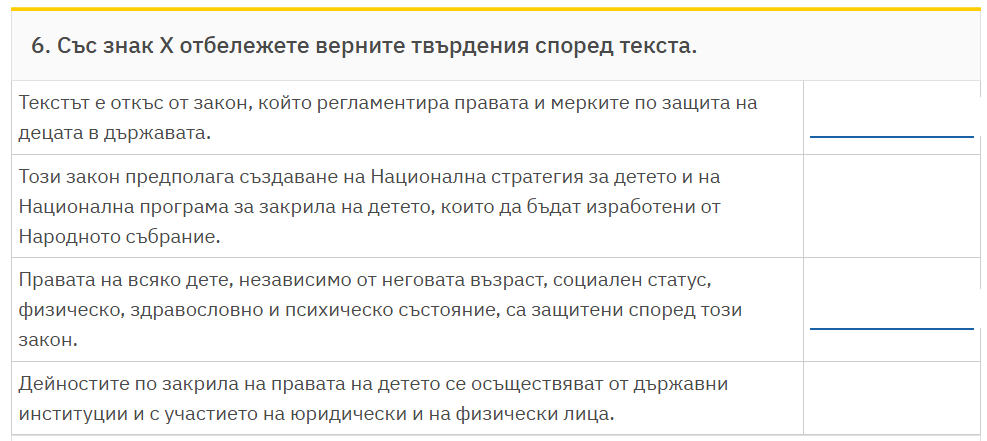 6. Със знак X отбележете верните твърдения според текста.
Текстът е откъс от закон, който регламентира правата и мерките по защита на
децата в държавата.
Този закон предполага създаване на Национална стратегия за детето и на
Национална програма за закрила на детето, които да бъдат изработени от
Народното събрание.
Правата на всяко дете, независимо от неговата възраст, социален статус,
физическо, здравословно и психическо състояние, са защитени според този
закон.
Дейностите по закрила на правата на детето се осъществяват от държавни
институции и с участието на юридически и на физически лица.